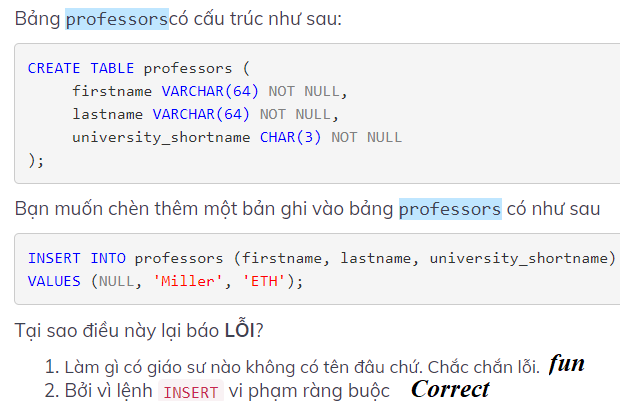 Bảng professors có cấu trúc như sau:
CREATE TABLE professors (
firstname VARCHAR(64) NOT NULL,
lastname VARCHAR(64) NOT NULL,
university_shortname CHAR(3) NOT NULL
);
Bạn muốn chèn thêm một bản ghi vào bảng professors có như sau
INSERT INTO professors (firstname, lastname, university_shortname)
VALUES (NULL, 'Miller', 'ETH');
Tại sao điều này lại báo LỖI?
1. Làm gì có giáo sư nào không có tên đâu chứ. Chắc chắn lỗi. fun
2. Bởi vì lệnh INSERT vi phạm ràng buộc Correct